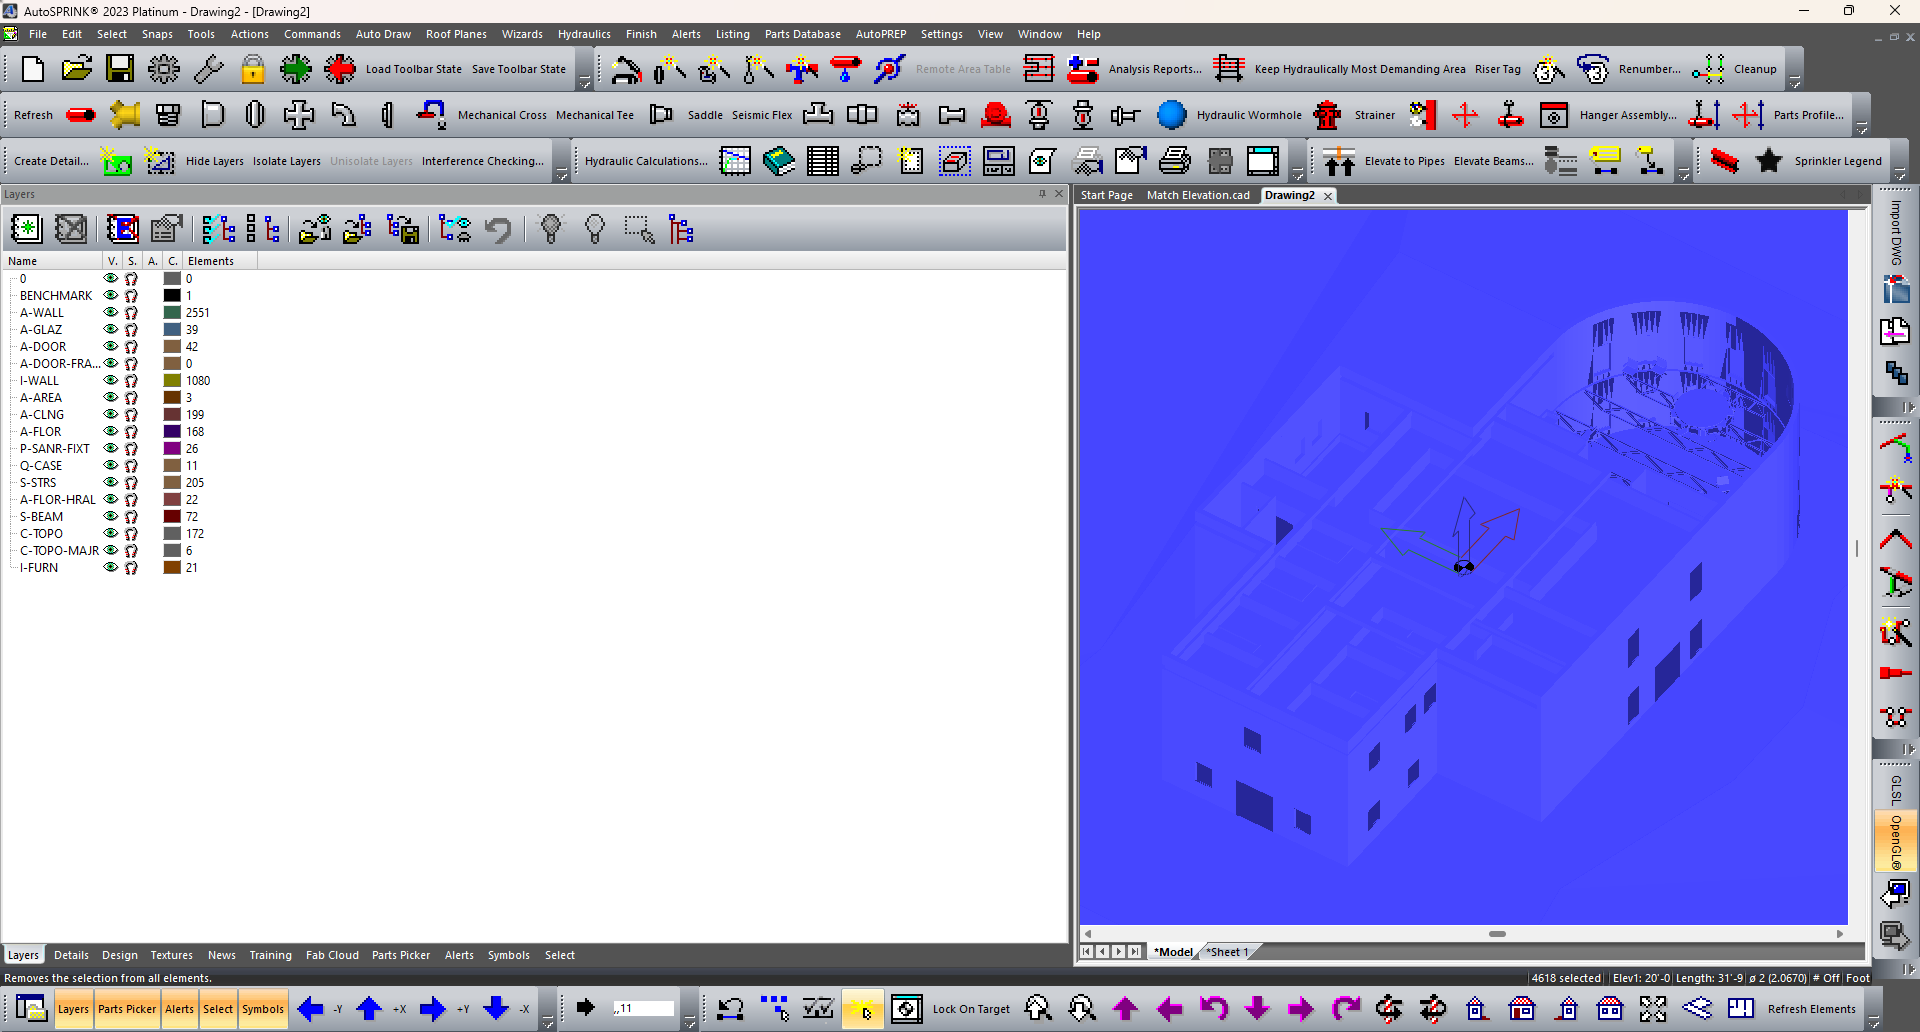 AutoSPRINK® 2023 Platinum - Drawing2 - [Drawing2]
File Edit Select Snaps Tools Actions Commands Auto Draw Roof Planes Wizards Hydraulics Finish Alerts Listing Parts Database AutoPREP Settings View Window Help
Load Toolbar State Save Toolbar State Remote Area Table Analysis Reports... Keep Hydraulically Most Demanding Area Riser Tag Renumber... Cleanup
Refresh Mechanical Cross Mechanical Tee Saddle Seismic Flex Hydraulic Wormhole Strainer Hanger Assembly... Parts Profile...
Create Detail... Hide Layers Isolate Layers Unisolate Layers Interference Checking... Hydraulic Calculations... Elevate to Pipes Elevate Beams... Sprinkler Legend
Layers
Start Page Match Elevation.cad Drawing2
Name V. S. A. C. Elements
0 0
BENCHMARK 1
A-WALL 2551
A-GLAZ 39
A-DOOR 42
A-DOOR-FRA... 0
I-WALL 1080
A-AREA 3
A-CLNG 199
A-FLOR 168
P-SANR-FIXT 26
Q-CASE 11
S-STRS 205
A-FLOR-HRAL 22
S-BEAM 72
C-TOPO 172
C-TOPO-MAJR 6
I-FURN 21
Import DWG
GLSL
OpenGL®
*Model *Sheet 1
Layers Details Design Textures News Training Fab Cloud Parts Picker Alerts Symbols Select
Removes the selection from all elements.
4618 selected Elev1: 20'-0 Length: 31'-9 ø 2 (2.0670) # Off Foot
Layers Parts Picker Alerts Select Symbols -Y +X +Y -X ,,11 Lock On Target Refresh Elements